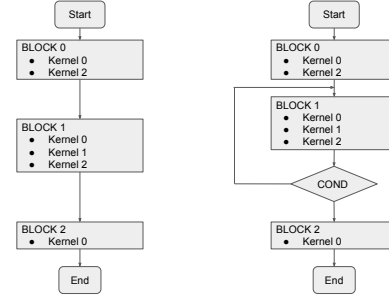 Start
BLOCK 0
● Kernel 0
● Kernel 2
BLOCK 1
● Kernel 0
● Kernel 1
● Kernel 2
BLOCK 2
● Kernel 0
End
Start
BLOCK 0
● Kernel 0
● Kernel 2
BLOCK 1
● Kernel 0
● Kernel 1
● Kernel 2
COND
BLOCK 2
● Kernel 0
End